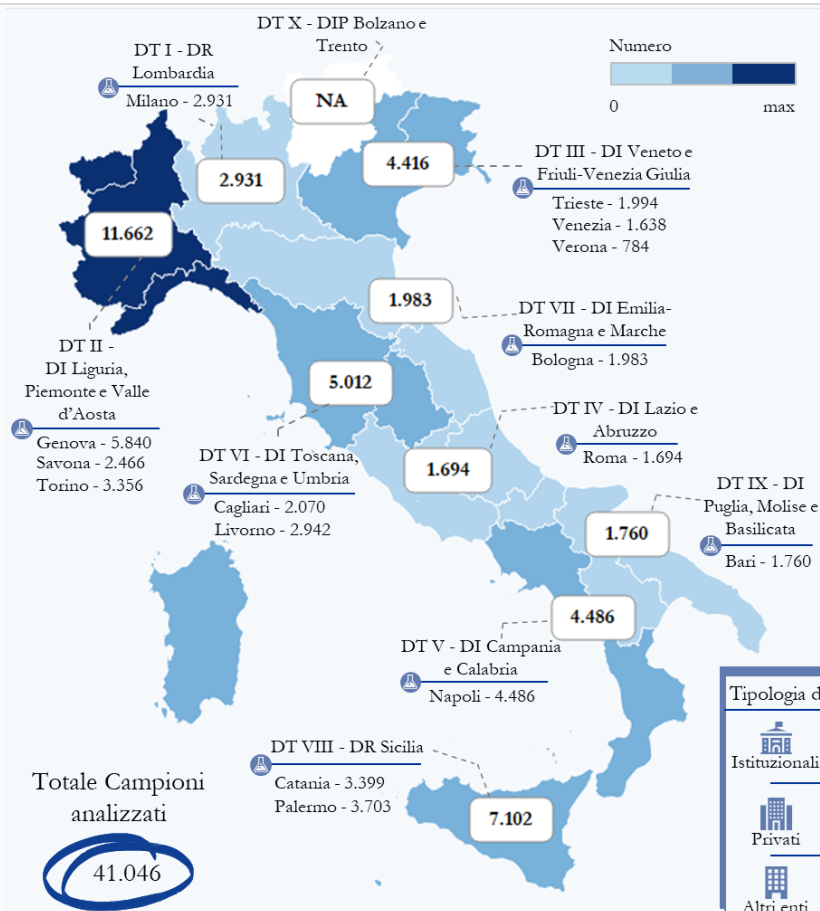 DT X - DIP Bolzano e
Trento
NA
Numero
0 max
DT I - DR
Lombardia
Milano - 2.931
2.931
4.416
DT III - DI Veneto e
Friuli-Venezia Giulia
Trieste - 1.994
Venezia - 1.638
Verona - 784
11.662
DT II -
DI Liguria,
Piemonte e Valle
d’Aosta
Genova - 5.840
Savona - 2.466
Torino - 3.356
1.983
DT VII - DI Emilia-
Romagna e Marche
Bologna - 1.983
5.012
DT VI - DI Toscana,
Sardegna e Umbria
Cagliari - 2.070
Livorno - 2.942
1.694
DT IV - DI Lazio e
Abruzzo
Roma - 1.694
1.760
DT IX - DI
Puglia, Molise e
Basilicata
Bari - 1.760
4.486
DT V - DI Campania
e Calabria
Napoli - 4.486
DT VIII - DR Sicilia
Catania - 3.399
Palermo - 3.703
7.102
Totale Campioni
analizzati
41.046
Tipologia d
Istituzionali
Privati
Altri enti